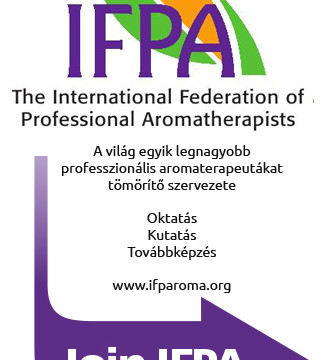 IFPA
The International Federation of
Professional Aromatherapists
A világ egyik legnagyobb
professzionális aromaterapeutákat
tömörítő szervezete
Oktatás
Kutatás
Továbbképzés
www.ifparoma.org
Join IFPA